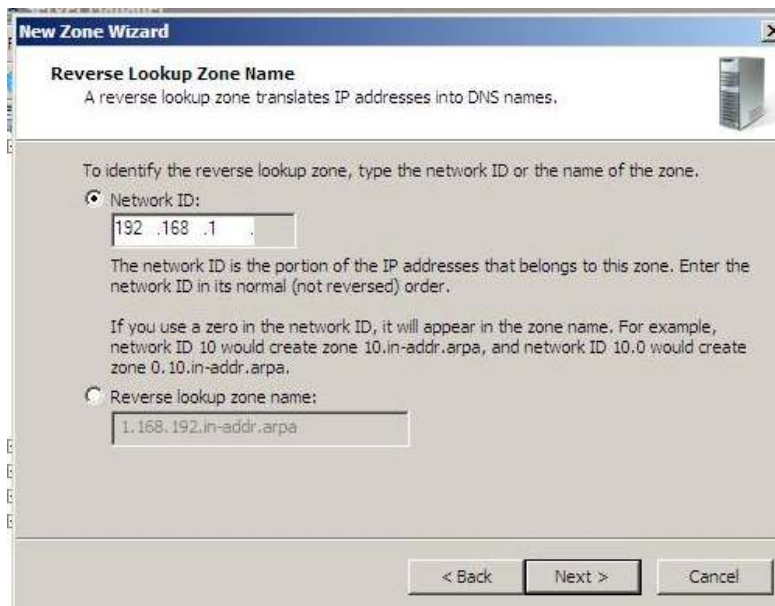 Server Manager
New Zone Wizard
Reverse Lookup Zone Name
A reverse lookup zone translates IP addresses into DNS names.
To identify the reverse lookup zone, type the network ID or the name of the zone.
Network ID:
192 .168 .1 .
The network ID is the portion of the IP addresses that belongs to this zone. Enter the
network ID in its normal (not reversed) order.
If you use a zero in the network ID, it will appear in the zone name. For example,
network ID 10 would create zone 10.in-addr.arpa, and network ID 10.0 would create
zone 0.10.in-addr.arpa.
Reverse lookup zone name:
1.168.192.in-addr.arpa
< Back Next > Cancel